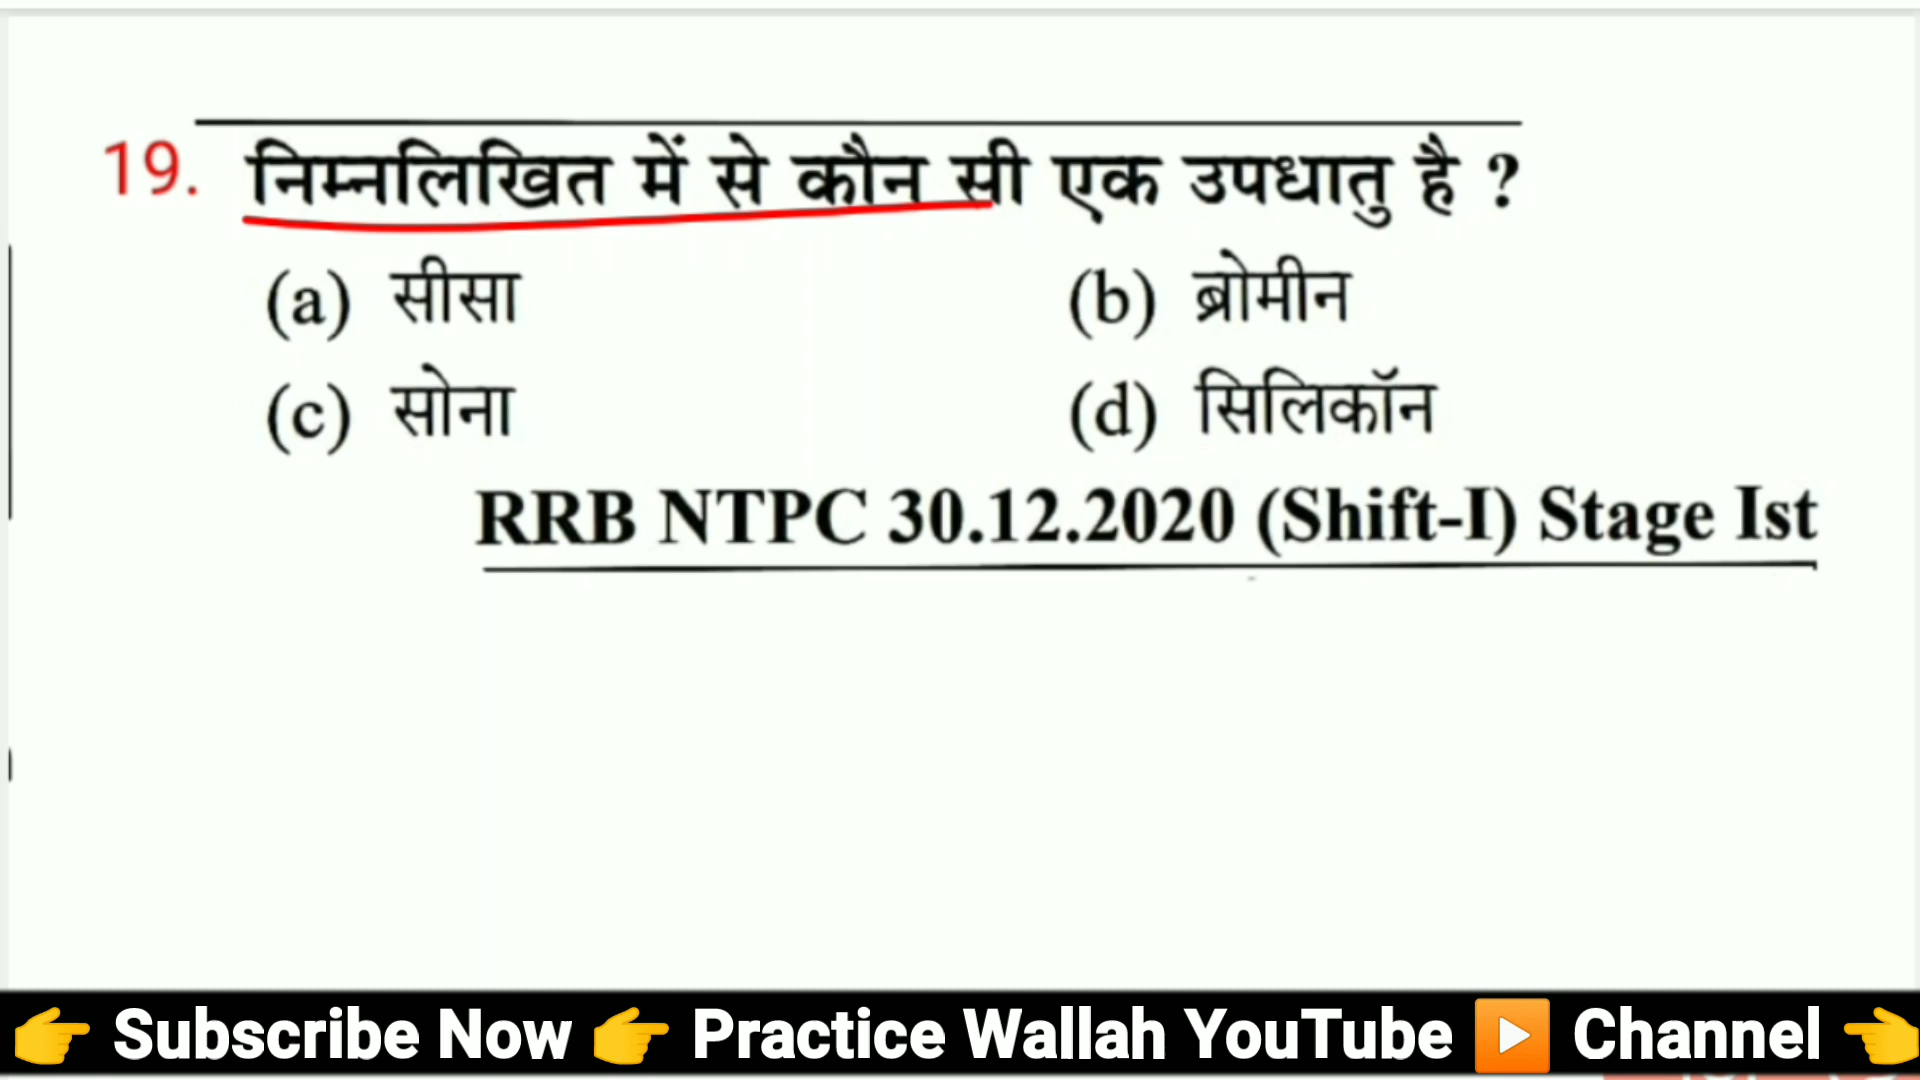 19. निम्नलिखित में से कौन सी एक उपधातु है ?
(a) सीसा (b) ब्रोमीन
(c) सोना (d) सिलिकॉन
RRB NTPC 30.12.2020 (Shift-I) Stage Ist
👉 Subscribe Now 👉 Practice Wallah YouTube ▶️ Channel 👈